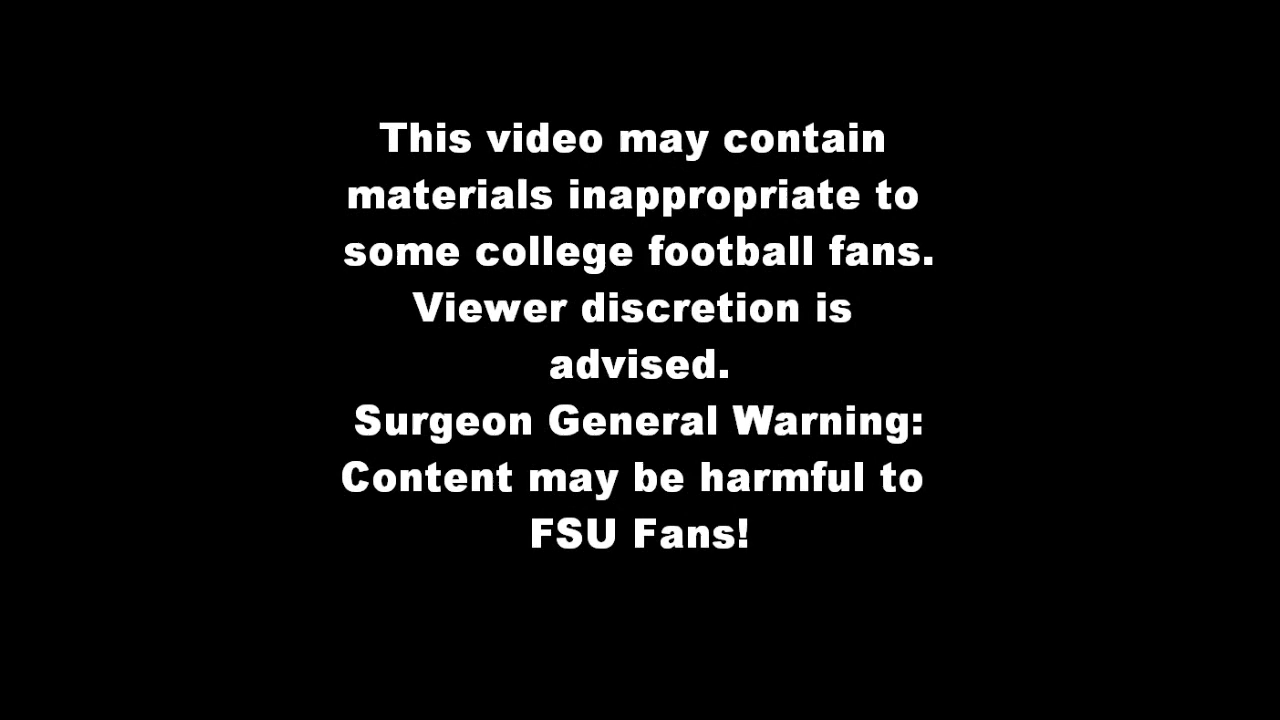 This video may contain
materials inappropriate to
some college football fans.
Viewer discretion is
advised.
Surgeon General Warning:
Content may be harmful to
FSU Fans!